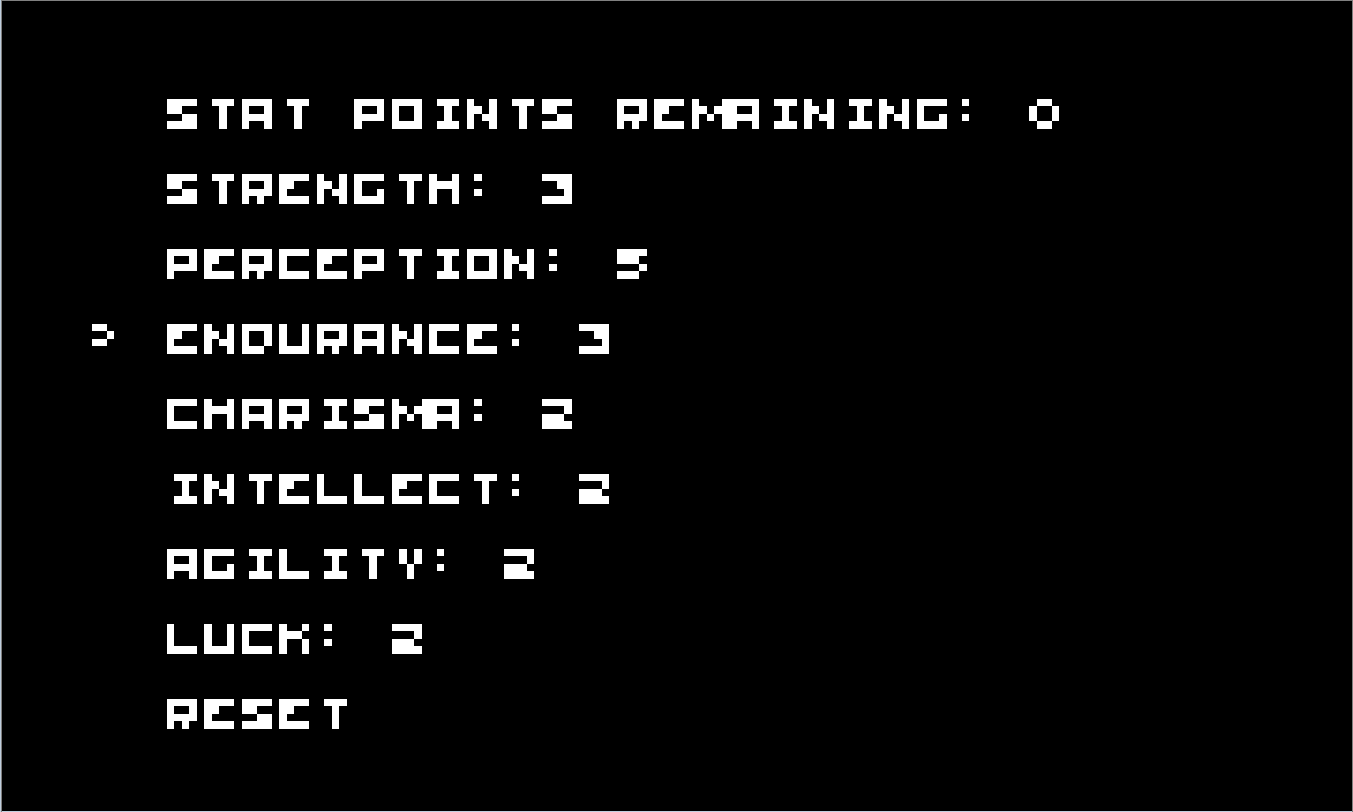 STAT POINTS REMAINING: 0
STRENGTH: 3
PERCEPTION: 5
> ENDURANCE: 3
CHARISMA: 2
INTELLECT: 2
AGILITY: 2
LUCK: 2
RESET